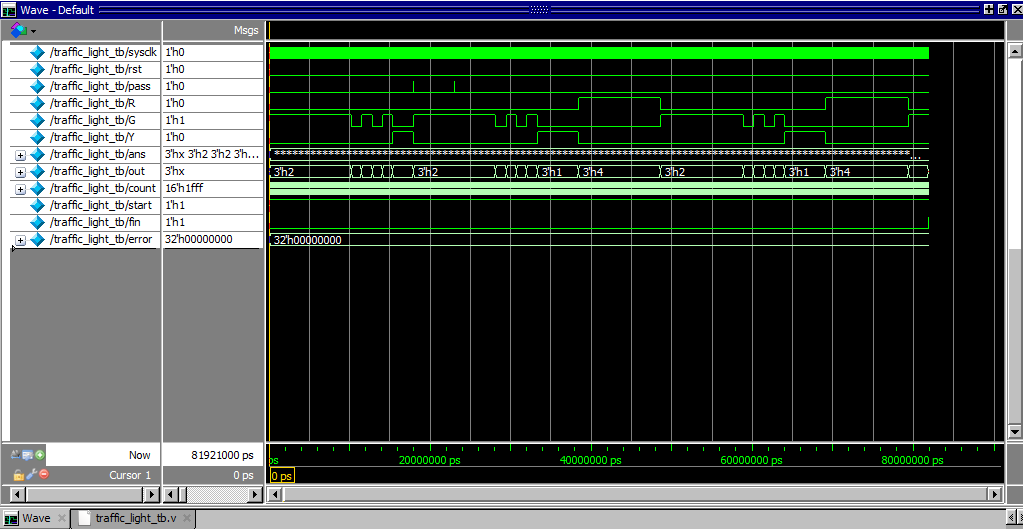 Wave - Default
Msgs
/traffic_light_tb/sysclk 1'h0
/traffic_light_tb/rst 1'h0
/traffic_light_tb/pass 1'h0
/traffic_light_tb/R 1'h0
/traffic_light_tb/G 1'h1
/traffic_light_tb/Y 1'h0
/traffic_light_tb/ans 3'hx 3'h2 3'h2 3'h... ...
/traffic_light_tb/out 3'hx 3'h2 3'h2 3'h1 3'h4 3'h2 3'h1 3'h4
/traffic_light_tb/count 16'h1fff
/traffic_light_tb/start 1'h1
/traffic_light_tb/fin 1'h1
/traffic_light_tb/error 32'h00000000 32'h00000000
Now 81921000 ps ps 20000000 ps 40000000 ps 60000000 ps 80000000 ps
Cursor 1 0 ps 0 ps
Wave traffic_light_tb.v